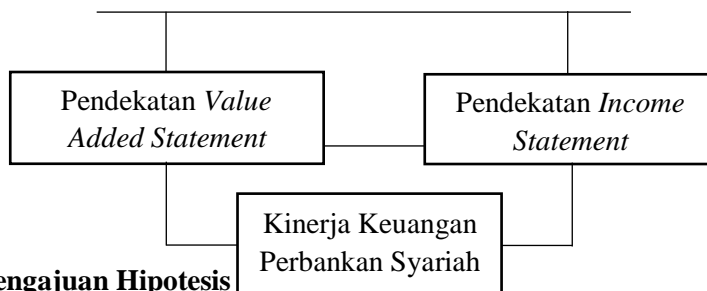 Pendekatan Value
Added Statement
Pendekatan Income
Statement
Kinerja Keuangan
Perbankan Syariah
engajuan Hipotesis